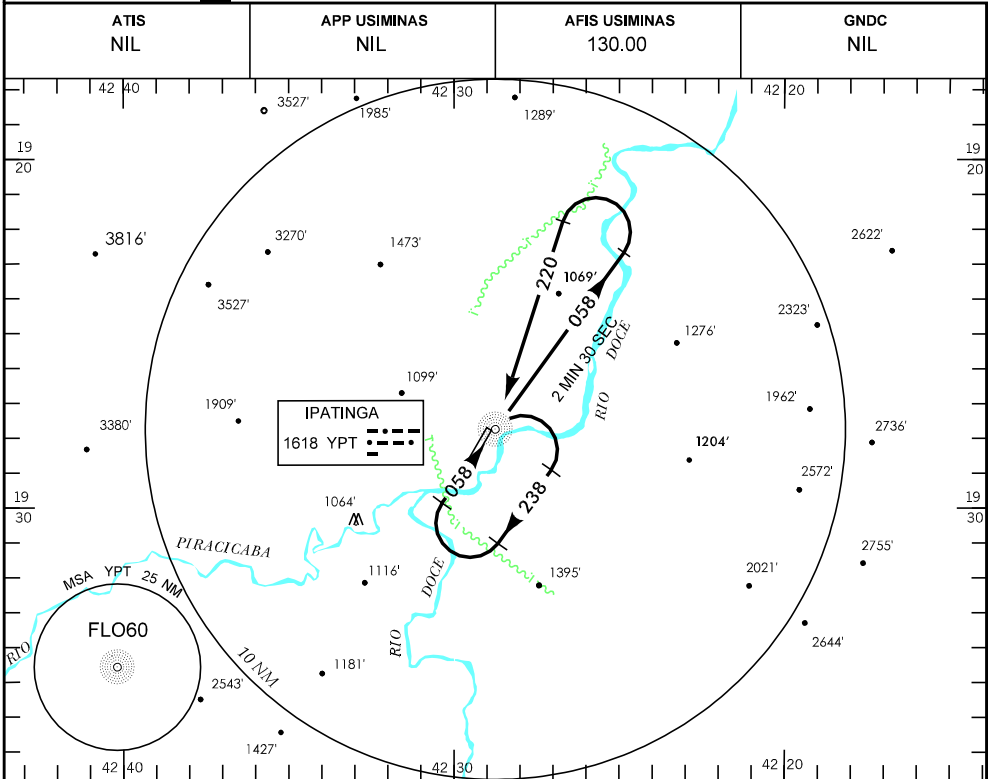 ATIS
NIL
APP USIMINAS
NIL
AFIS USIMINAS
130.00
GNDC
NIL
42 40
42 30
42 20
3527'
1985'
1289'
19
20
19
20
3816'
3270'
1473'
2622'
3527'
220
1069'
058
2 MIN 30 SEC
DOCE
RIO
2323'
1276'
1099'
1962'
1909'
IPATINGA
1618 YPT
3380'
2736'
1204'
2572'
058
238
19
30
19
30
1064'
PIRACICABA
2755'
MSA YPT 25 NM
1116'
DOCE
1395'
2021'
FLO60
2644'
RIO
RIO
10 NM
1181'
2543'
1427'
42 40
42 30
42 20